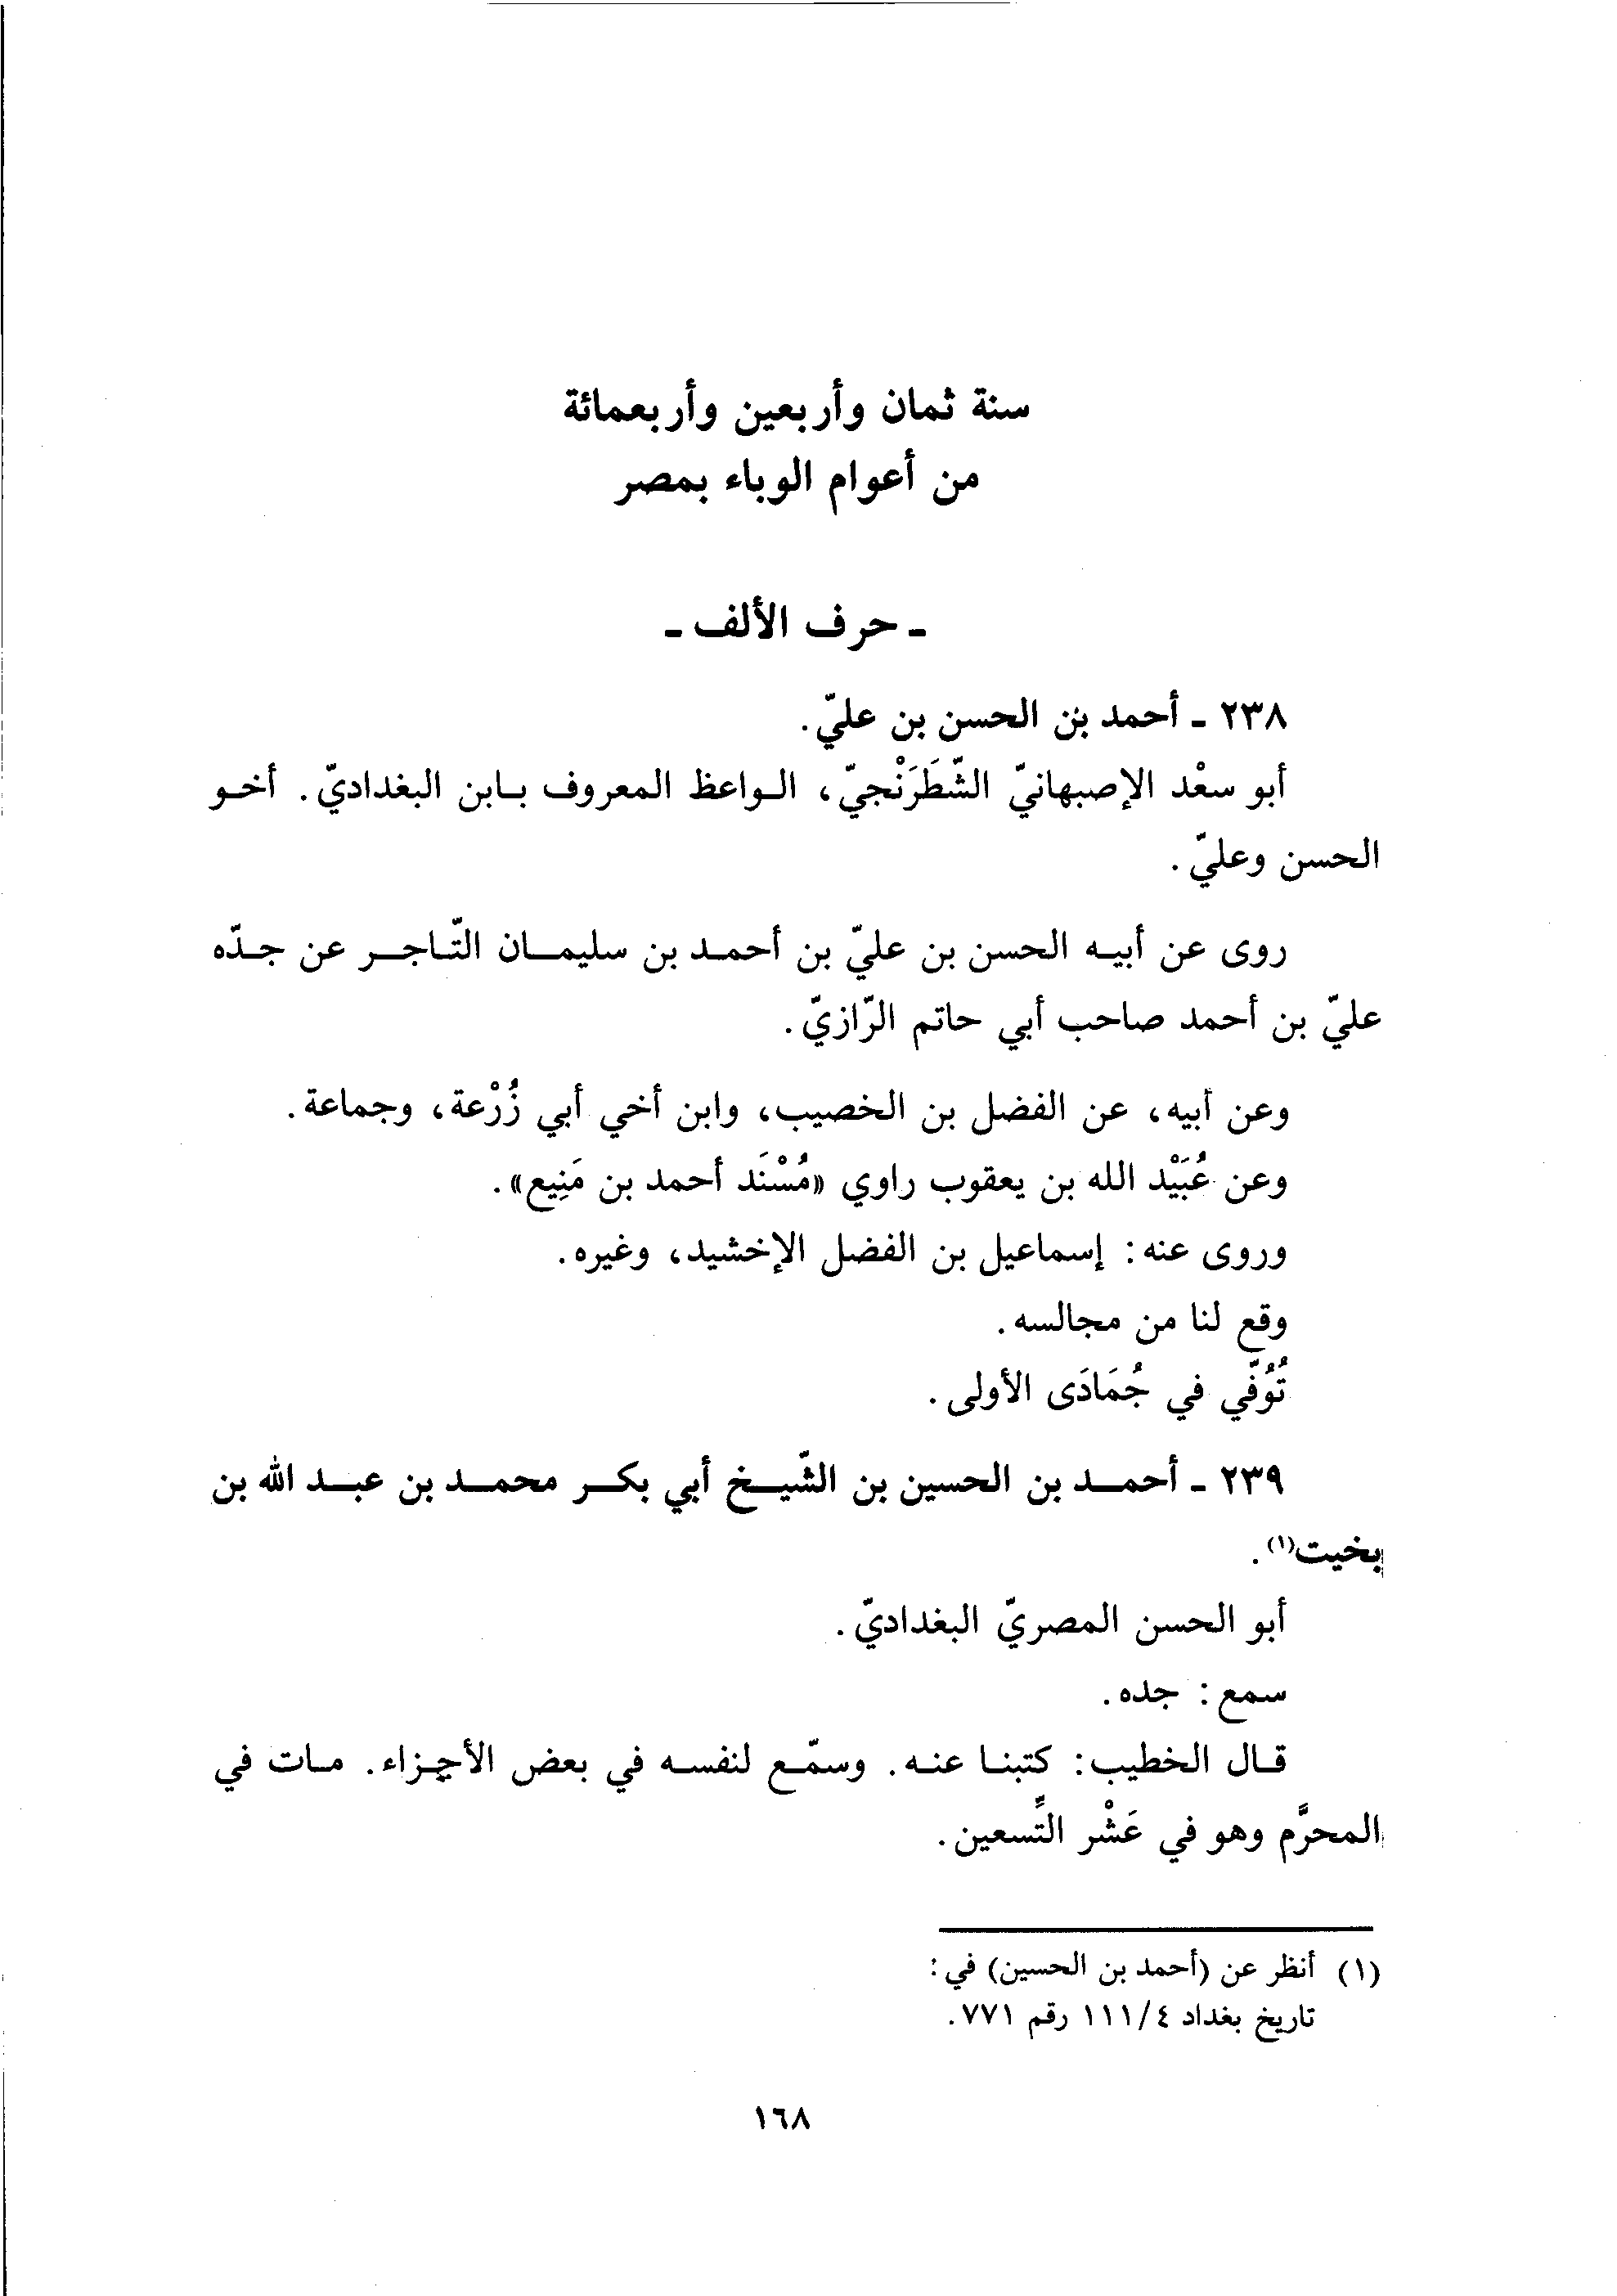 سنة ثمان وأربعين وأربعمائة
من أعوام الوباء بمصر
ـ حرف الألف ـ
٢٣٨ ـ أحمد بن الحسن بن عليّ.
أبو سعْد الإصبهانيّ الشَّطَرَنْجيّ، الواعظ المعروف بابن البغداديّ. أخو
الحسن وعليّ.
روى عن أبيه الحسن بن عليّ بن أحمد بن سليمان التّاجر عن جدّه
عليّ بن أحمد صاحب أبي حاتم الرّازيّ.
وعن أبيه، عن الفضل بن الخصيب، وابن أخي أبي زُرْعة، وجماعة.
وعن عُبَيْد الله بن يعقوب راوي «مُسْنَد أحمد بن مَنِيع».
وروى عنه: إسماعيل بن الفضل الإخشيد، وغيره.
وقع لنا من مجالسه.
تُوُفّي في جُمَادَى الأولى.
٢٣٩ ـ أحمد بن الحسين بن الشّيخ أبي بكر محمد بن عبد الله بن
بخيت(١).
أبو الحسن المصريّ البغداديّ.
سمع: جده.
قال الخطيب: كتبنا عنه. وسمّع لنفسه في بعض الأجزاء. مات في
المحرَّم وهو في عَشْر التِّسعين.
(١) أنظر عن (أحمد بن الحسين) في:
تاريخ بغداد ٤/١١١ رقم ٧٧١.
١٦٨